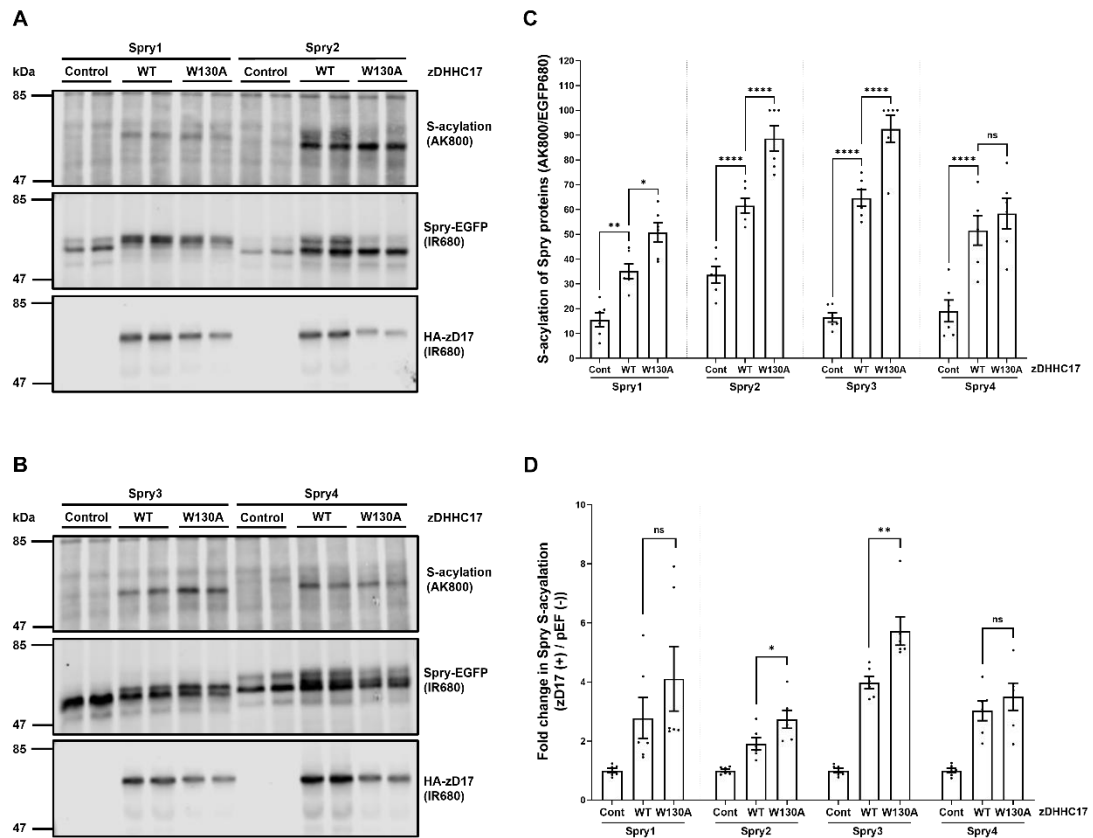 A
Spry1 Spry2
kDa Control WT W130A Control WT W130A zDHHC17
85
S-acylation
(AK800)
47
85
Spry-EGFP
(IR680)
47
85
HA-zD17
(IR680)
47
B
Spry3 Spry4
kDa Control WT W130A Control WT W130A zDHHC17
85
S-acylation
(AK800)
47
85
Spry-EGFP
(IR680)
47
85
HA-zD17
(IR680)
47
C
S-acylation of Spry proteins (AK800/EGFP680)
120
110
100
90
80
70
60
50
40
30
20
10
0
** * **** **** **** **** **** ns
Cont WT W130A Cont WT W130A Cont WT W130A Cont WT W130A zDHHC17
Spry1 Spry2 Spry3 Spry4
D
Fold change in Spry S-acyalation
(zD17 (+) / pEF (-))
10
8
6
4
2
0
ns * ** ns
Cont WT W130A Cont WT W130A Cont WT W130A Cont WT W130A zDHHC17
Spry1 Spry2 Spry3 Spry4